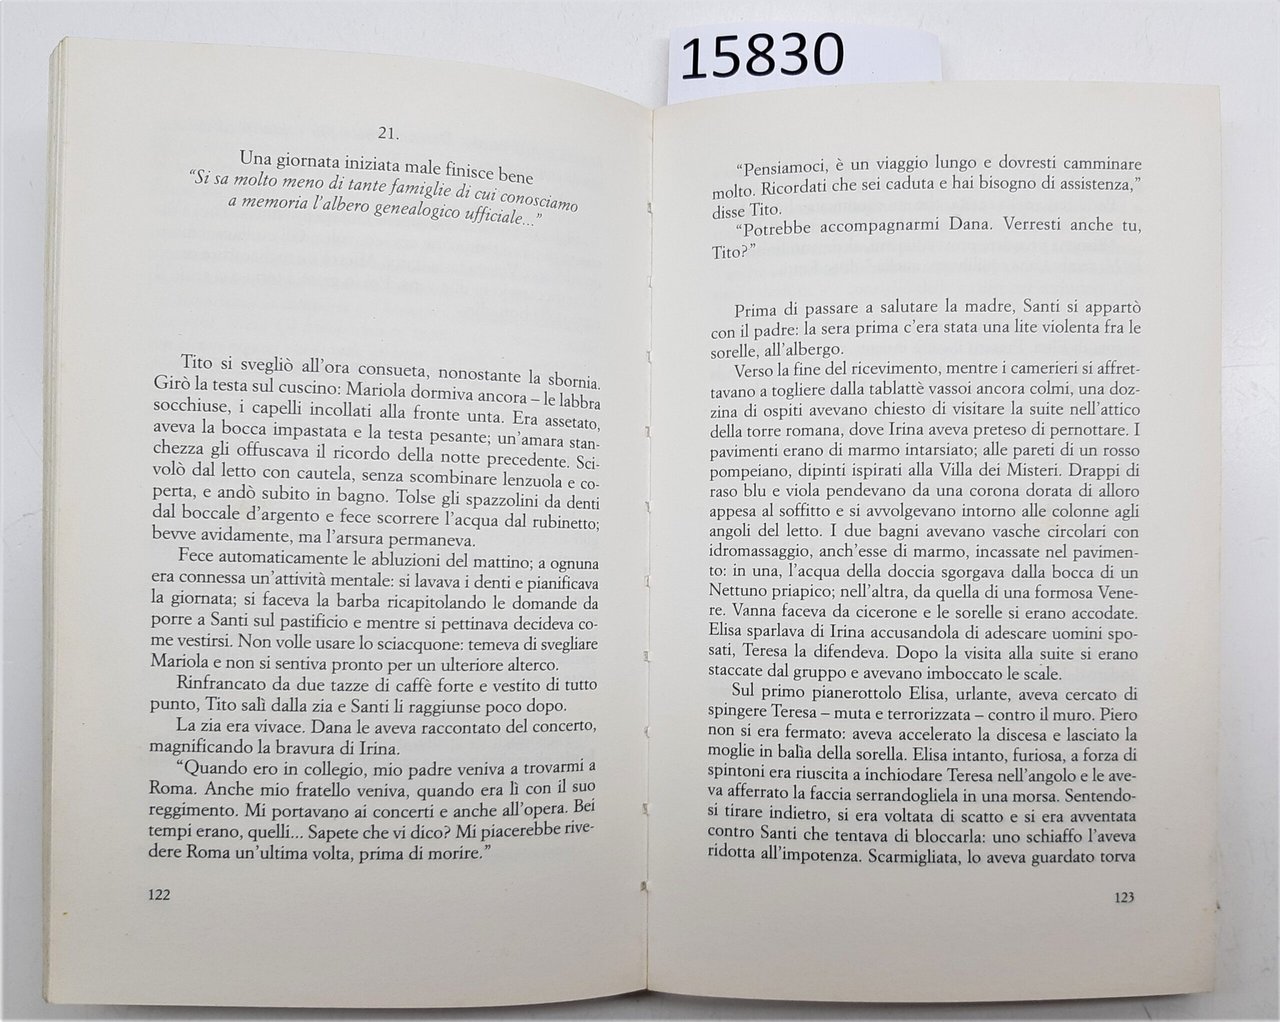 15830
21.
Una giornata iniziata male finisce bene
“Si sa molto meno di tante famiglie di cui conosciamo
a memoria l’albero genealogico ufficiale...”
Tito si svegliò all’ora consueta, nonostante la sbornia.
Girò la testa sul cuscino: Mariola dormiva ancora – le labbra
socchiuse, i capelli incollati alla fronte unta. Era assetato,
aveva la bocca impastata e la testa pesante; un’amara stan-
chezza gli offuscava il ricordo della notte precedente. Sci-
volò dal letto con cautela, senza scombinare lenzuola e co-
perta, e andò subito in bagno. Tolse gli spazzolini da denti
dal boccale d’argento e fece scorrere l’acqua dal rubinetto;
bevve avidamente, ma l’arsura permaneva.
Fece automaticamente le abluzioni del mattino; a ognuna
era connessa un’attività mentale: si lavava i denti e pianificava
la giornata; si faceva la barba ricapitolando le domande da
porre a Santi sul pastificio e mentre si pettinava decideva co-
me vestirsi. Non volle usare lo sciacquone: temeva di svegliare
Mariola e non si sentiva pronto per un ulteriore alterco.
Rinfrancato da due tazze di caffè forte e vestito di tutto
punto, Tito salì dalla zia e Santi li raggiunse poco dopo.
La zia era vivace. Dana le aveva raccontato del concerto,
magnificando la bravura di Irina.
“Quando ero in collegio, mio padre veniva a trovarmi a
Roma. Anche mio fratello veniva, quando era lì con il suo
reggimento. Mi portavano ai concerti e anche all’opera. Bei
tempi erano, quelli... Sapete che vi dico? Mi piacerebbe rive-
dere Roma un’ultima volta, prima di morire.”
122
“Pensiamoci, è un viaggio lungo e dovresti camminare
molto. Ricordati che sei caduta e hai bisogno di assistenza,”
disse Tito.
“Potrebbe accompagnarmi Dana. Verresti anche tu,
Tito?”
Prima di passare a salutare la madre, Santi si appartò
con il padre: la sera prima c’era stata una lite violenta fra le
sorelle, all’albergo.
Verso la fine del ricevimento, mentre i camerieri si affret-
tavano a togliere dalla tablattè vassoi ancora colmi, una doz-
zina di ospiti avevano chiesto di visitare la suite nell’attico
della torre romana, dove Irina aveva preteso di pernottare. I
pavimenti erano di marmo intarsiato; alle pareti di un rosso
pompeiano, dipinti ispirati alla Villa dei Misteri. Drappi di
raso blu e viola pendevano da una corona dorata di alloro
appesa al soffitto e si avvolgevano intorno alle colonne agli
angoli del letto. I due bagni avevano vasche circolari con
idromassaggio, anch’esse di marmo, incassate nel pavimen-
to: in una, l’acqua della doccia sgorgava dalla bocca di un
Nettuno priapico; nell’altra, da quella di una formosa Vene-
re. Vanna faceva da cicerone e le sorelle si erano accodate.
Elisa sparlava di Irina accusandola di adescare uomini spo-
sati, Teresa la difendeva. Dopo la visita alla suite si erano
staccate dal gruppo e avevano imboccato le scale.
Sul primo pianerottolo Elisa, urlante, aveva cercato di
spingere Teresa – muta e terrorizzata – contro il muro. Piero
non si era fermato: aveva accelerato la discesa e lasciato la
moglie in balìa della sorella. Elisa intanto, furiosa, a forza di
spintoni era riuscita a inchiodare Teresa nell’angolo e le ave-
va afferrato la faccia serrandogliela in una morsa. Sentendo-
si tirare indietro, si era voltata di scatto e si era avventata
contro Santi che tentava di bloccarla: uno schiaffo l’aveva
ridotta all’impotenza. Scarmigliata, lo aveva guardato torva
123